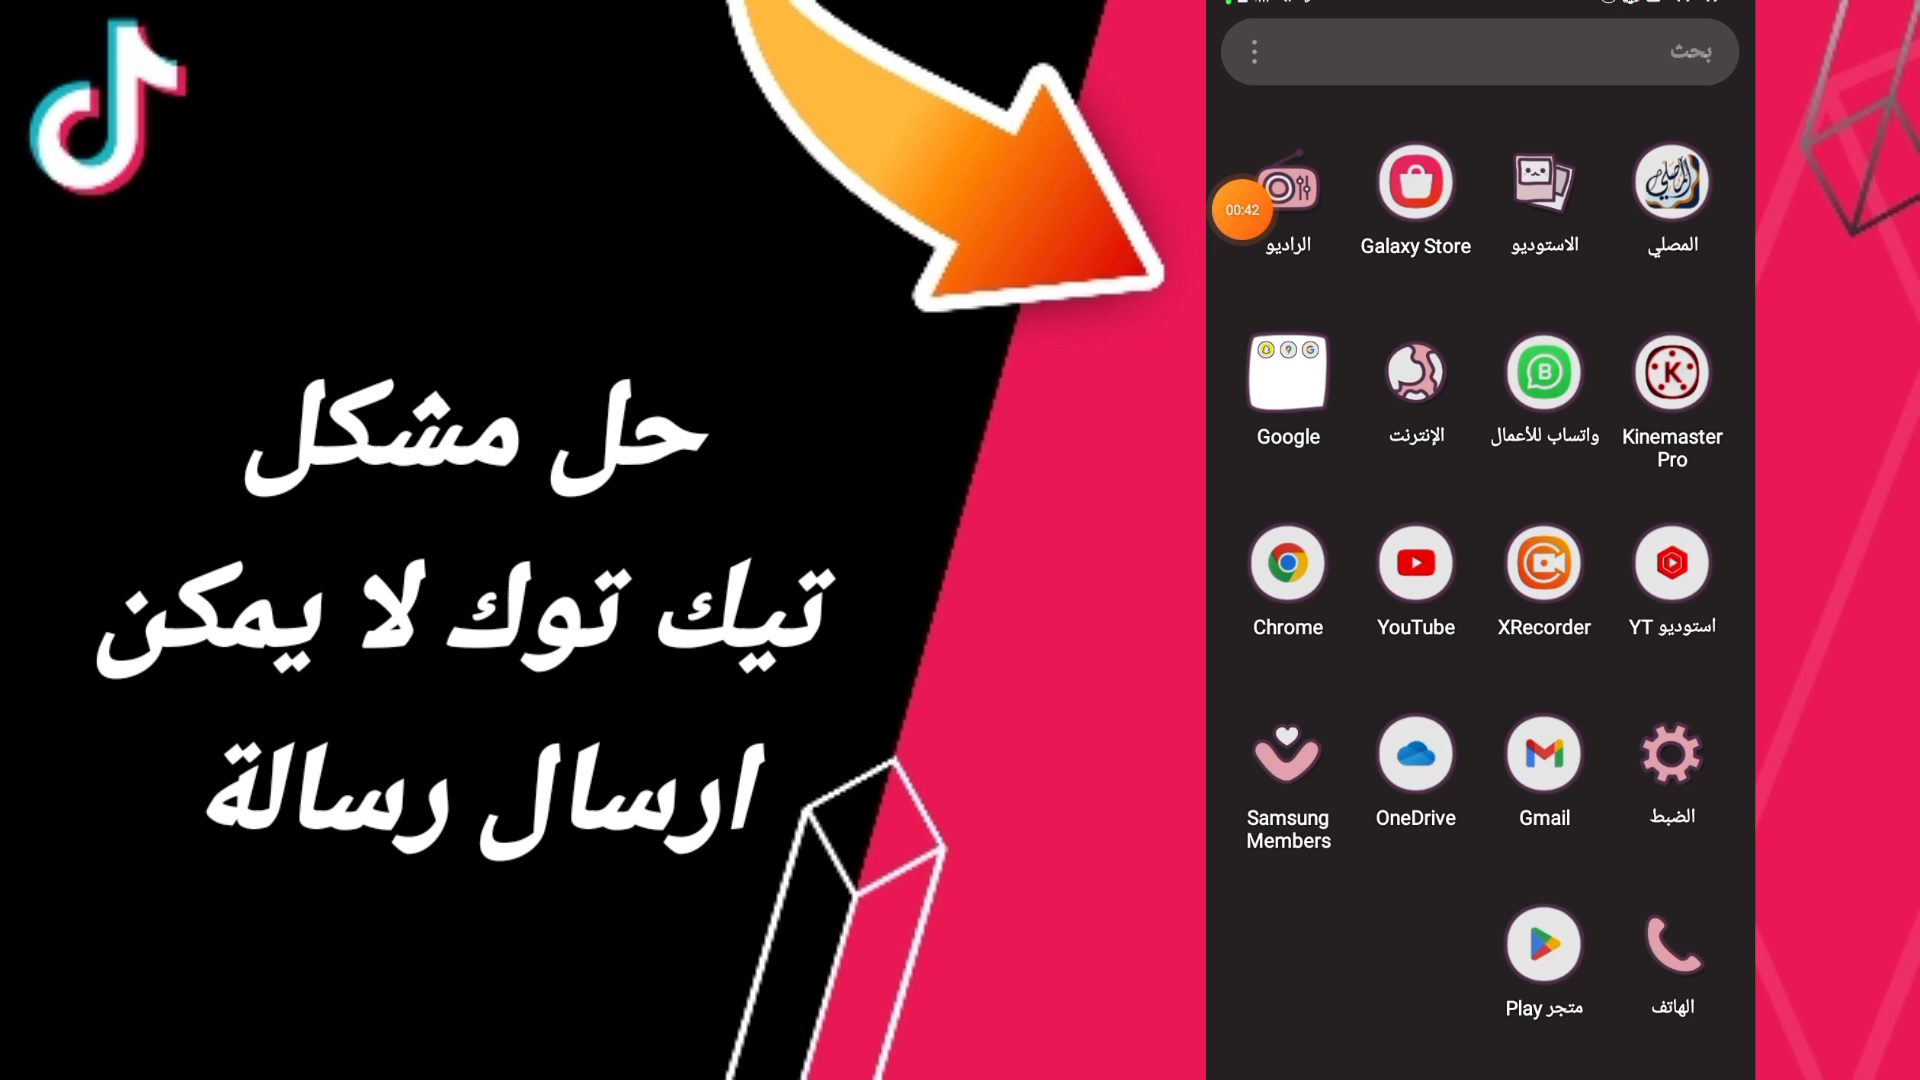 حل مشكل
تيك توك لا يمكن
ارسال رسالة
بحث
المصلي
الاستوديو
Galaxy Store
الراديو
00:42
Kinemaster
Pro
واتساب للأعمال
الإنترنت
Google
استوديو YT
XRecorder
YouTube
Chrome
الضبط
Gmail
OneDrive
Samsung
Members
الهاتف
متجر Play